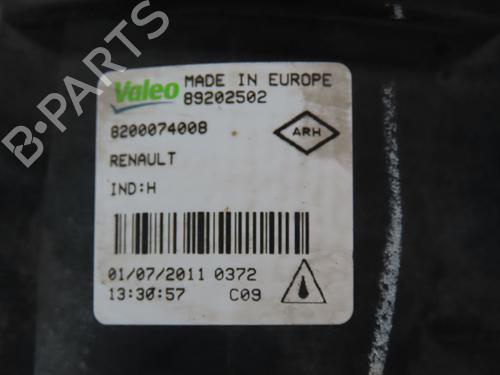 B-PARTS
Valeo MADE IN EUROPE
89202502
8200074008
ARH
RENAULT
IND:H
01/07/2011 0372
13:30:57 C09